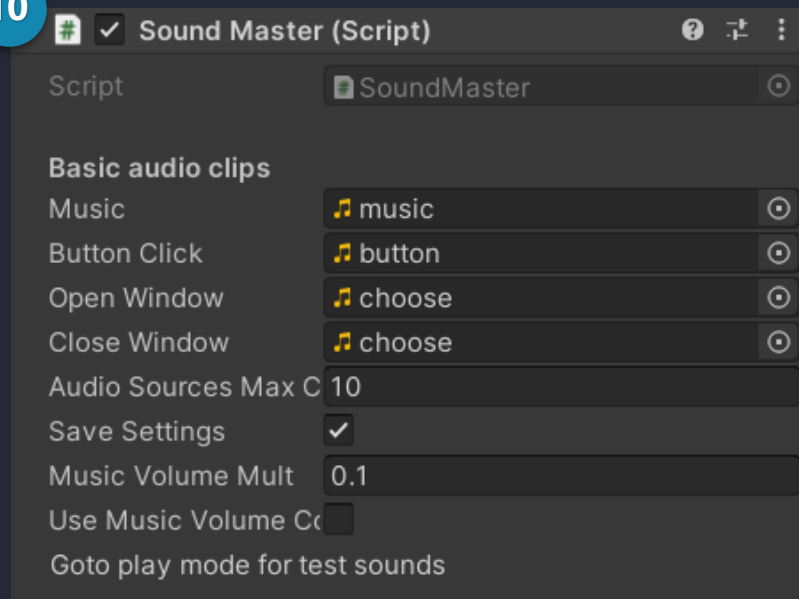 10
Sound Master (Script)
Script SoundMaster
Basic audio clips
Music music
Button Click button
Open Window choose
Close Window choose
Audio Sources Max C 10
Save Settings
Music Volume Mult 0.1
Use Music Volume Co
Goto play mode for test sounds